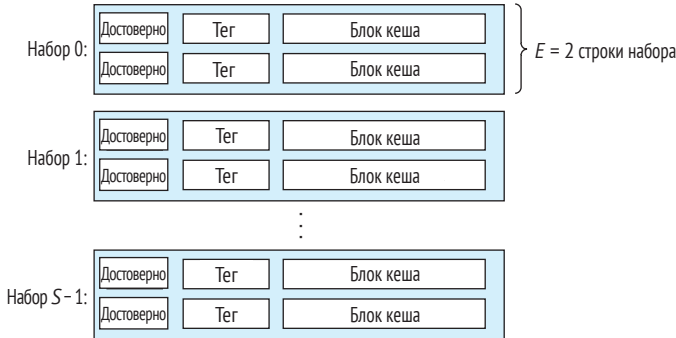 Достоверно Тег Блок кеша
Набор 0:
Достоверно Тег Блок кеша
E = 2 строки набора
Достоверно Тег Блок кеша
Набор 1:
Достоверно Тег Блок кеша
⋮
Достоверно Тег Блок кеша
Набор S – 1:
Достоверно Тег Блок кеша